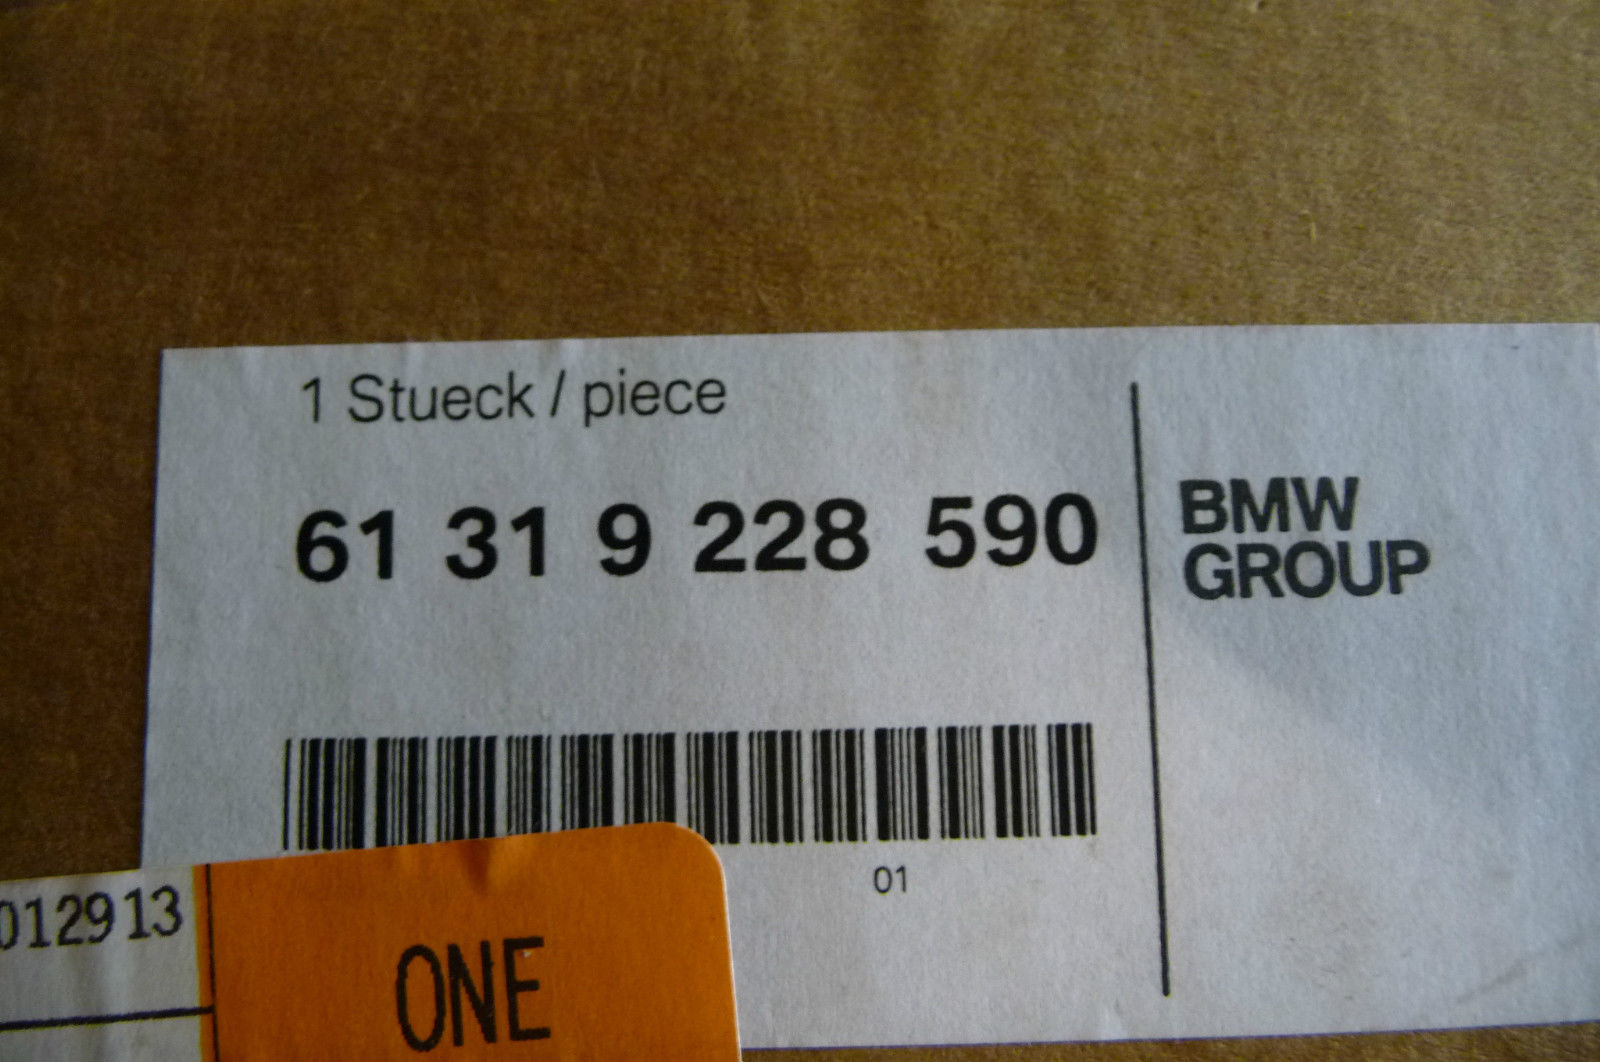 1 Stueck / piece
61 31 9 228 590
BMW
GROUP
01
012913
ONE